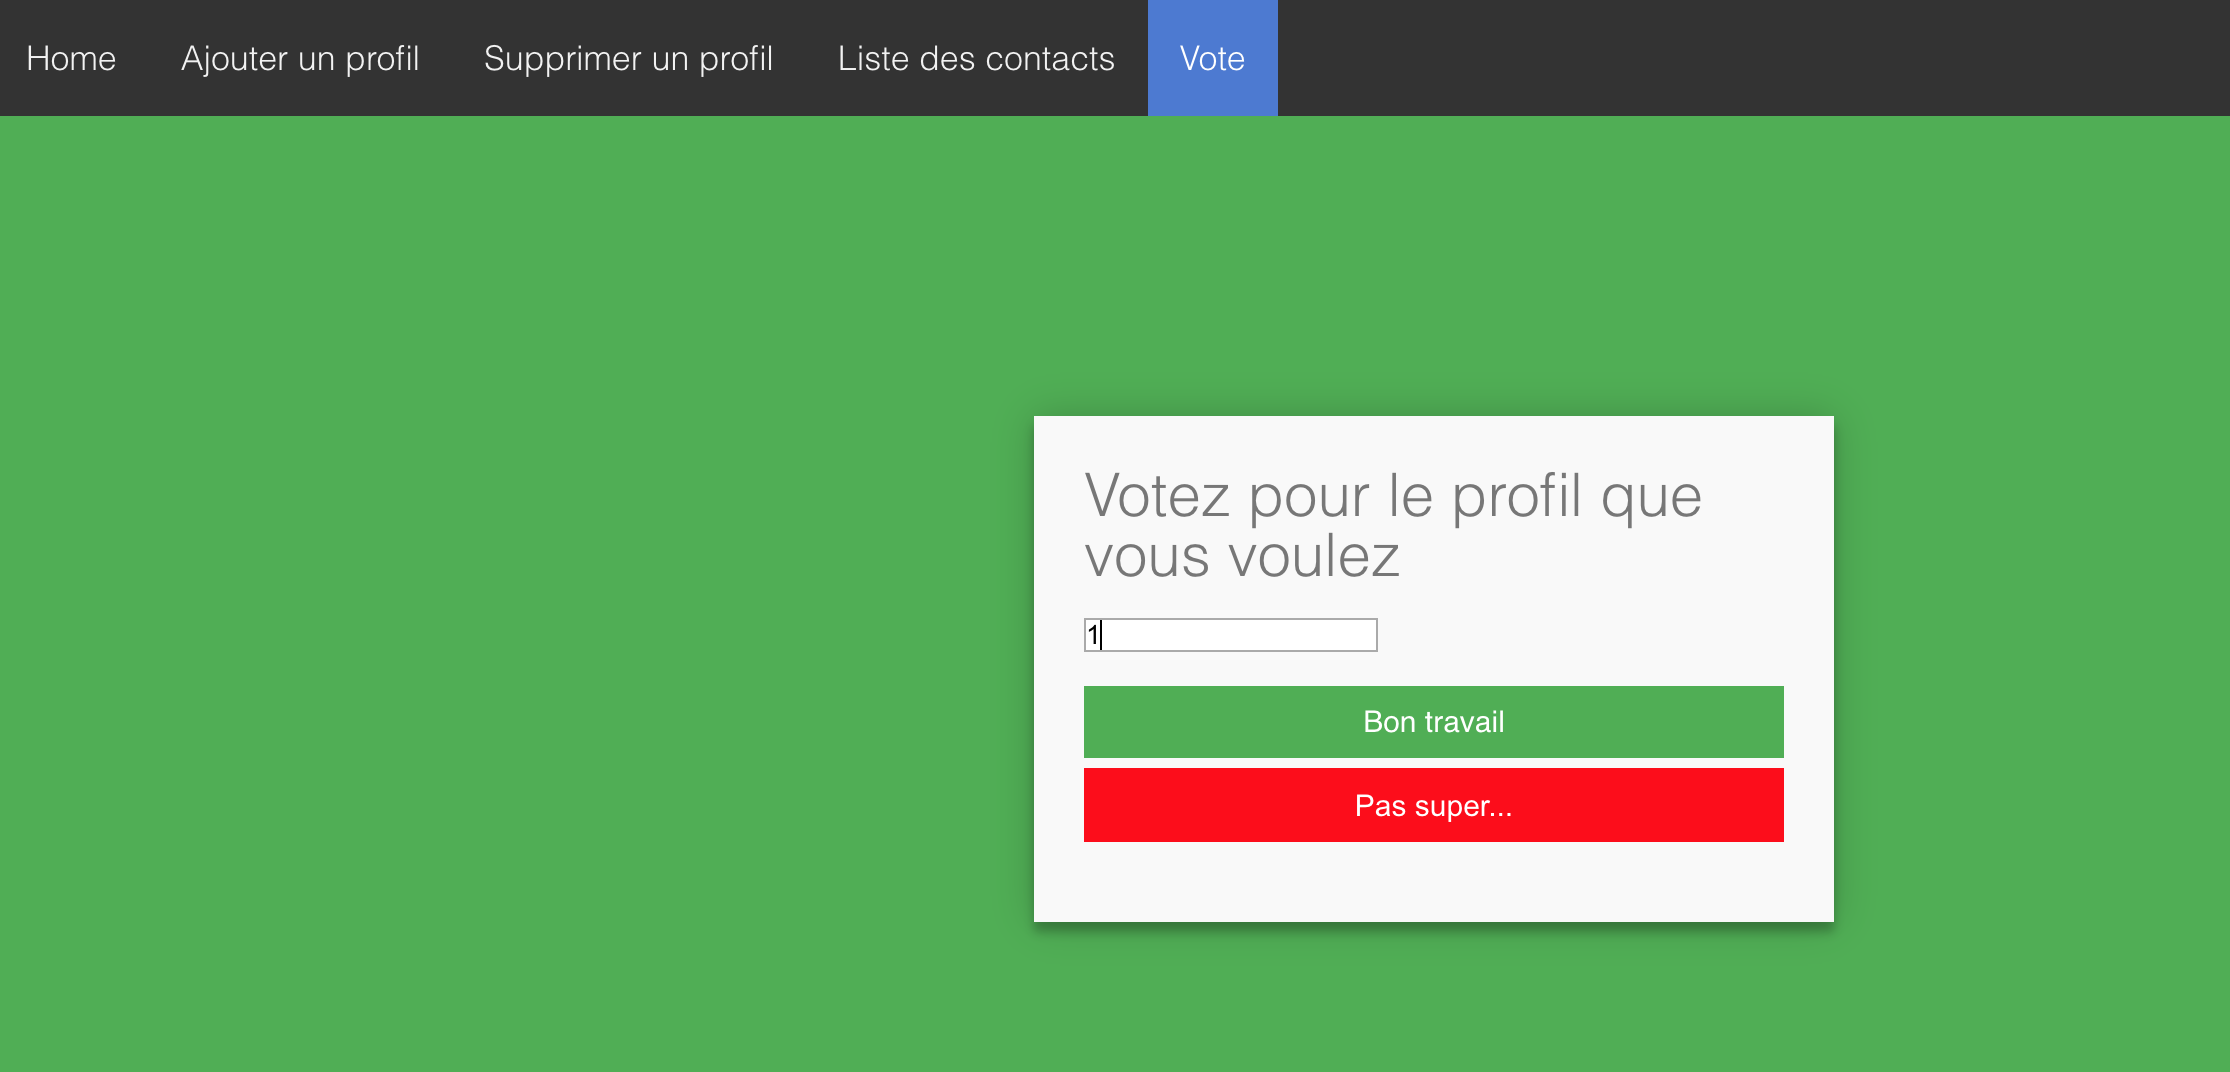 Home Ajouter un profil Supprimer un profil Liste des contacts Vote
Votez pour le profil que
vous voulez
1
Bon travail
Pas super...